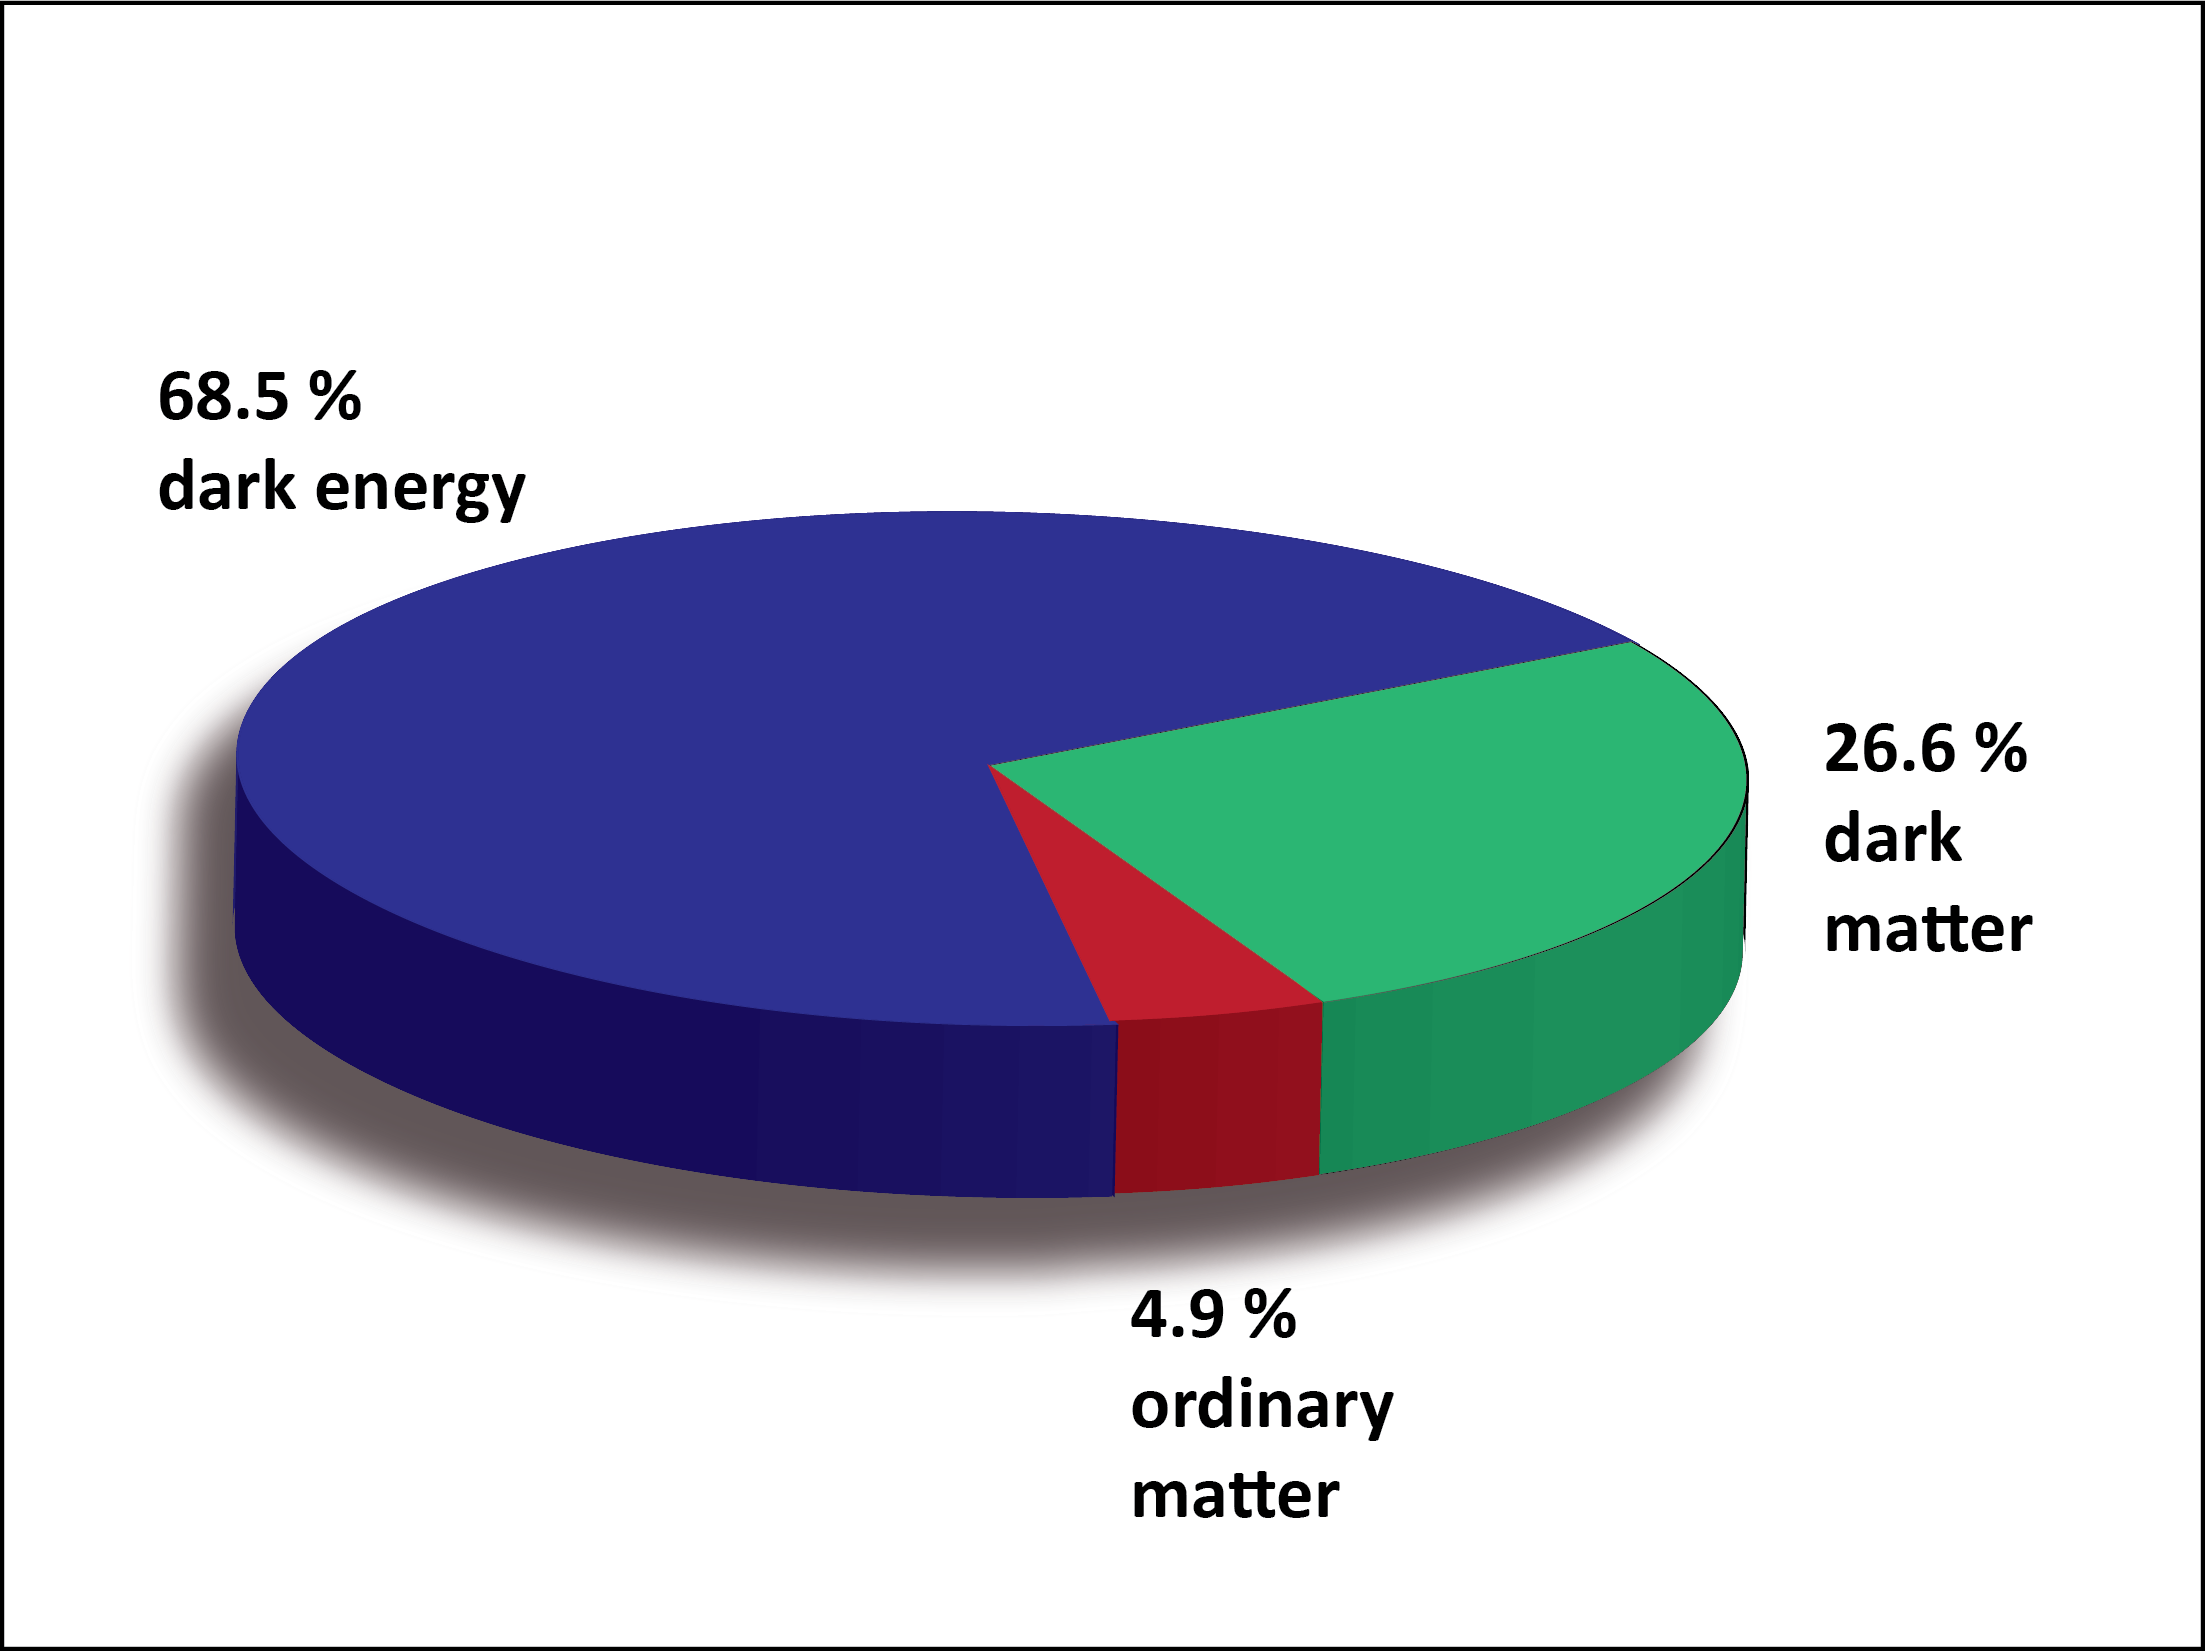 68.5 %
dark energy
26.6 %
dark
matter
4.9 %
ordinary
matter